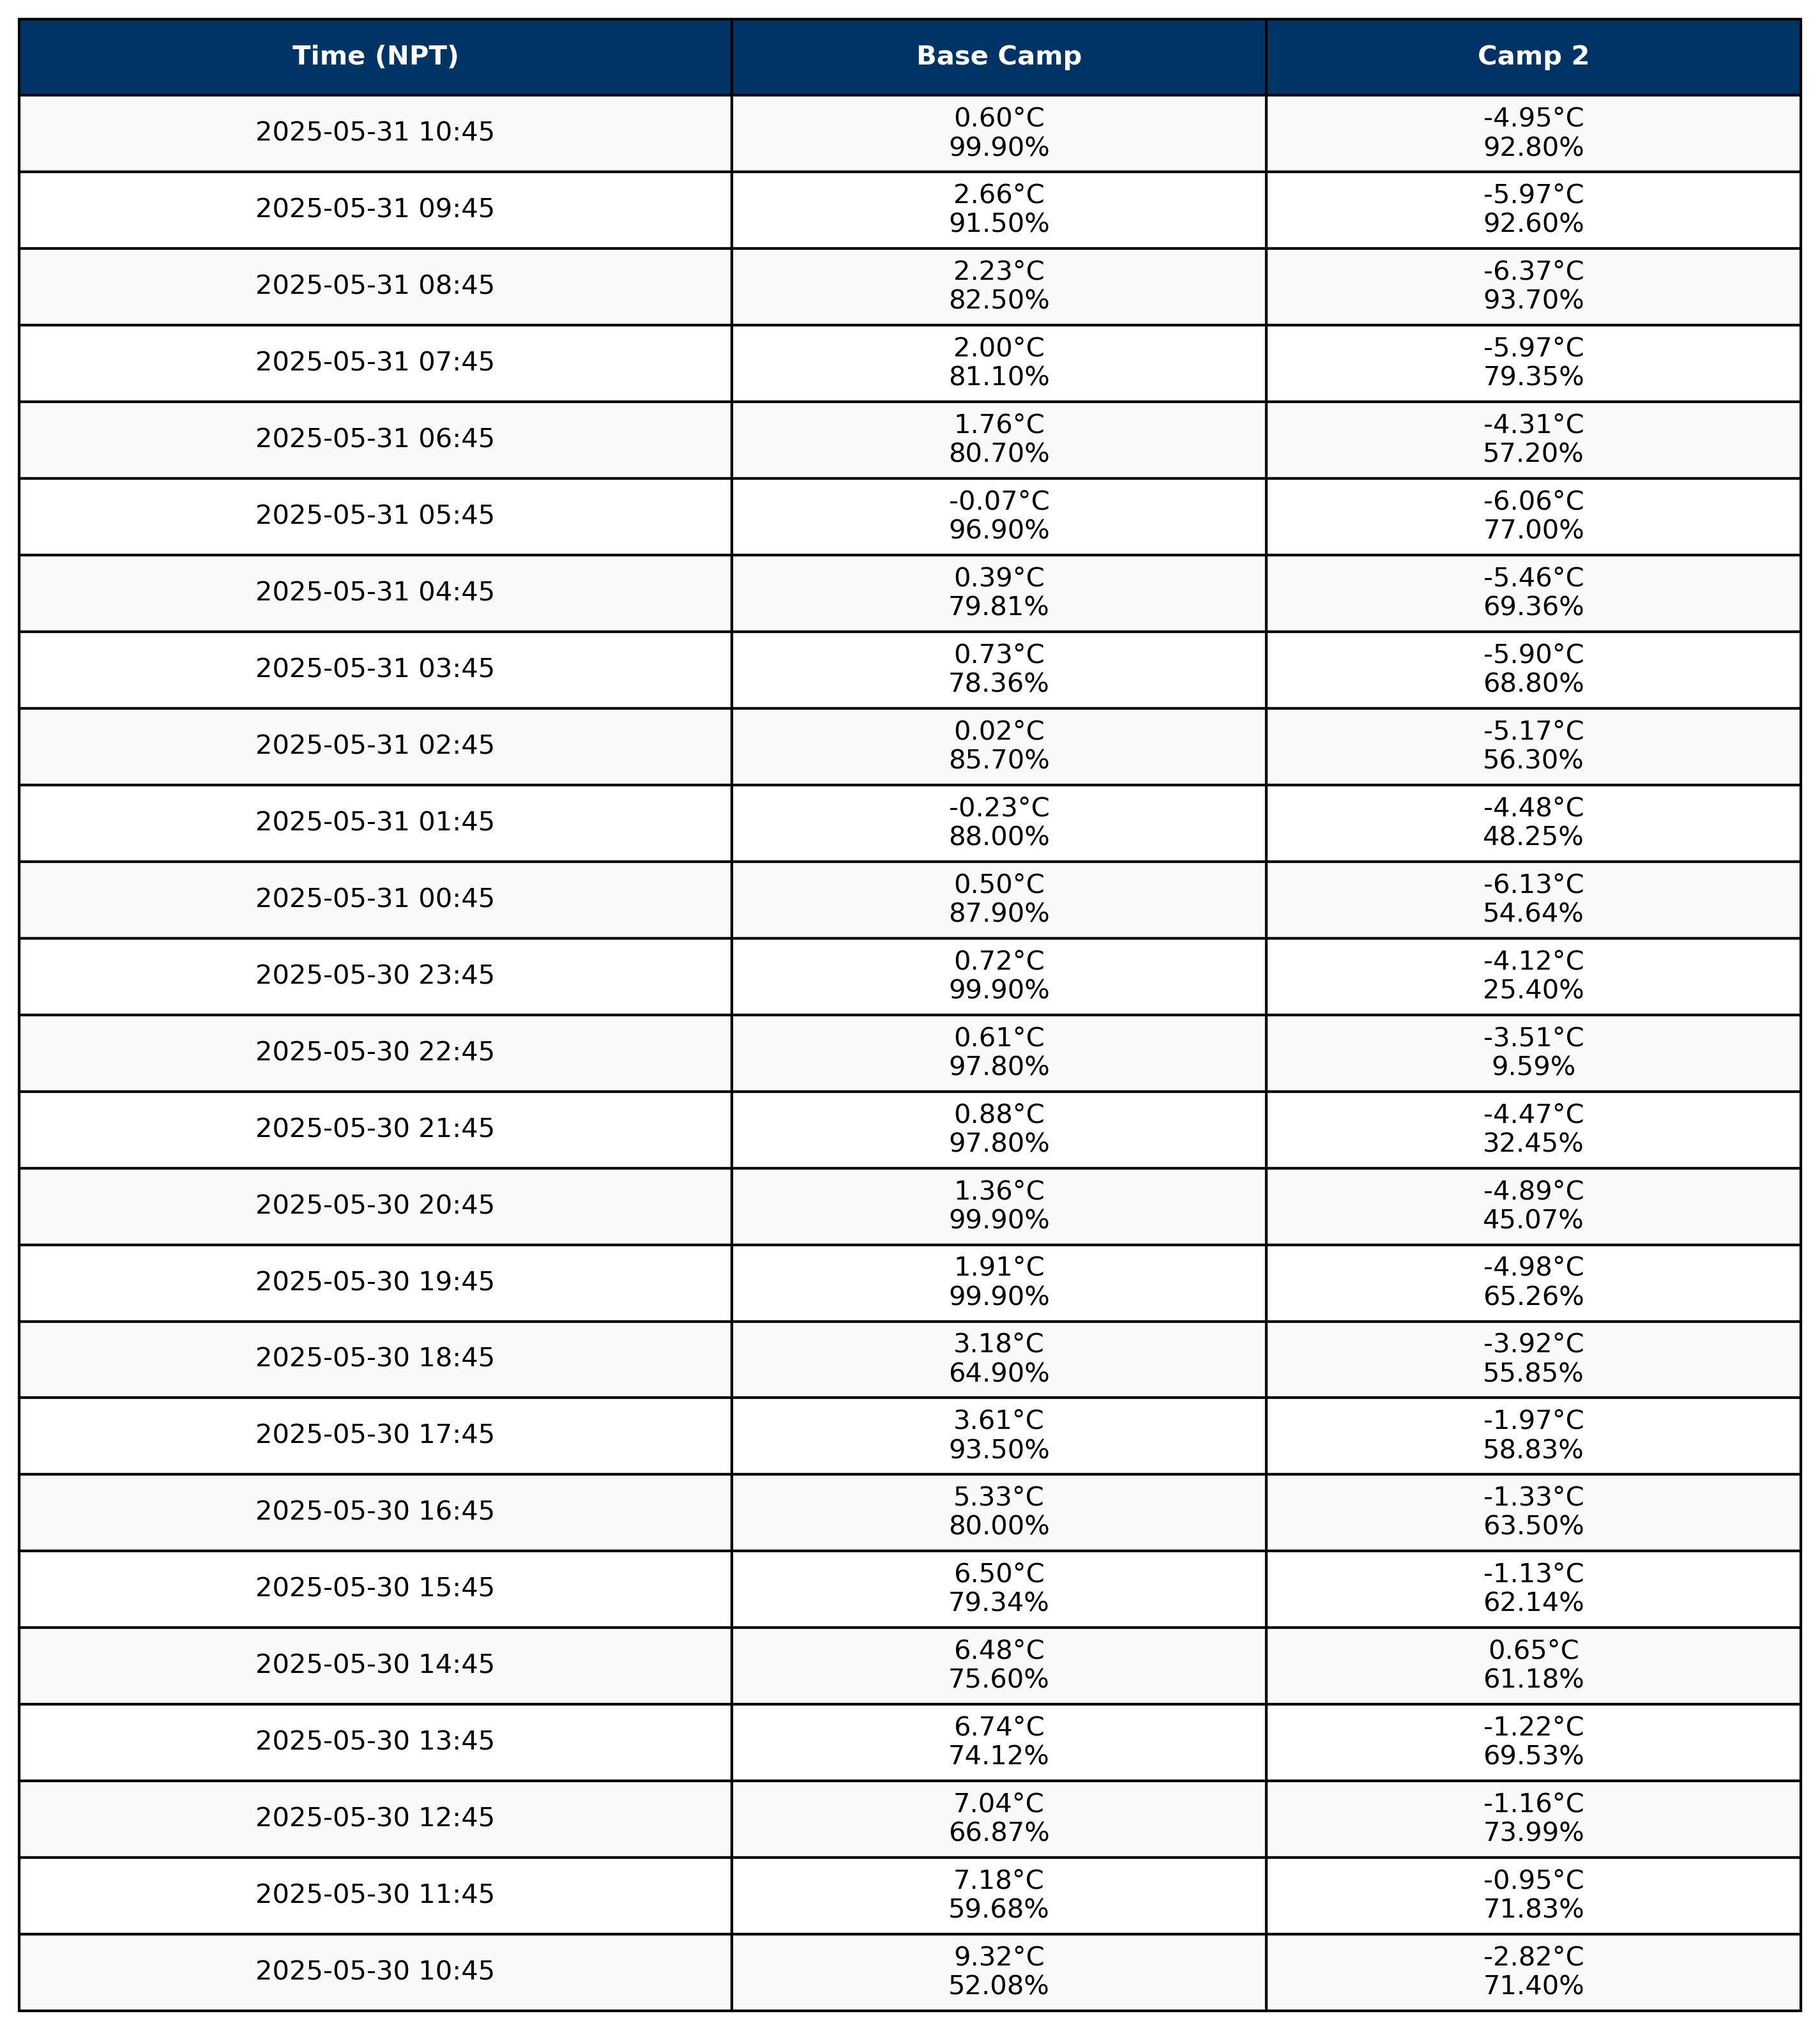 Time (NPT) Base Camp Camp 2
2025-05-31 10:45 0.60°C -4.95°C
99.90% 92.80%
2025-05-31 09:45 2.66°C -5.97°C
91.50% 92.60%
2025-05-31 08:45 2.23°C -6.37°C
82.50% 93.70%
2025-05-31 07:45 2.00°C -5.97°C
81.10% 79.35%
2025-05-31 06:45 1.76°C -4.31°C
80.70% 57.20%
2025-05-31 05:45 -0.07°C -6.06°C
96.90% 77.00%
2025-05-31 04:45 0.39°C -5.46°C
79.81% 69.36%
2025-05-31 03:45 0.73°C -5.90°C
78.36% 68.80%
2025-05-31 02:45 0.02°C -5.17°C
85.70% 56.30%
2025-05-31 01:45 -0.23°C -4.48°C
88.00% 48.25%
2025-05-31 00:45 0.50°C -6.13°C
87.90% 54.64%
2025-05-30 23:45 0.72°C -4.12°C
99.90% 25.40%
2025-05-30 22:45 0.61°C -3.51°C
97.80% 9.59%
2025-05-30 21:45 0.88°C -4.47°C
97.80% 32.45%
2025-05-30 20:45 1.36°C -4.89°C
99.90% 45.07%
2025-05-30 19:45 1.91°C -4.98°C
99.90% 65.26%
2025-05-30 18:45 3.18°C -3.92°C
64.90% 55.85%
2025-05-30 17:45 3.61°C -1.97°C
93.50% 58.83%
2025-05-30 16:45 5.33°C -1.33°C
80.00% 63.50%
2025-05-30 15:45 6.50°C -1.13°C
79.34% 62.14%
2025-05-30 14:45 6.48°C 0.65°C
75.60% 61.18%
2025-05-30 13:45 6.74°C -1.22°C
74.12% 69.53%
2025-05-30 12:45 7.04°C -1.16°C
66.87% 73.99%
2025-05-30 11:45 7.18°C -0.95°C
59.68% 71.83%
2025-05-30 10:45 9.32°C -2.82°C
52.08% 71.40%